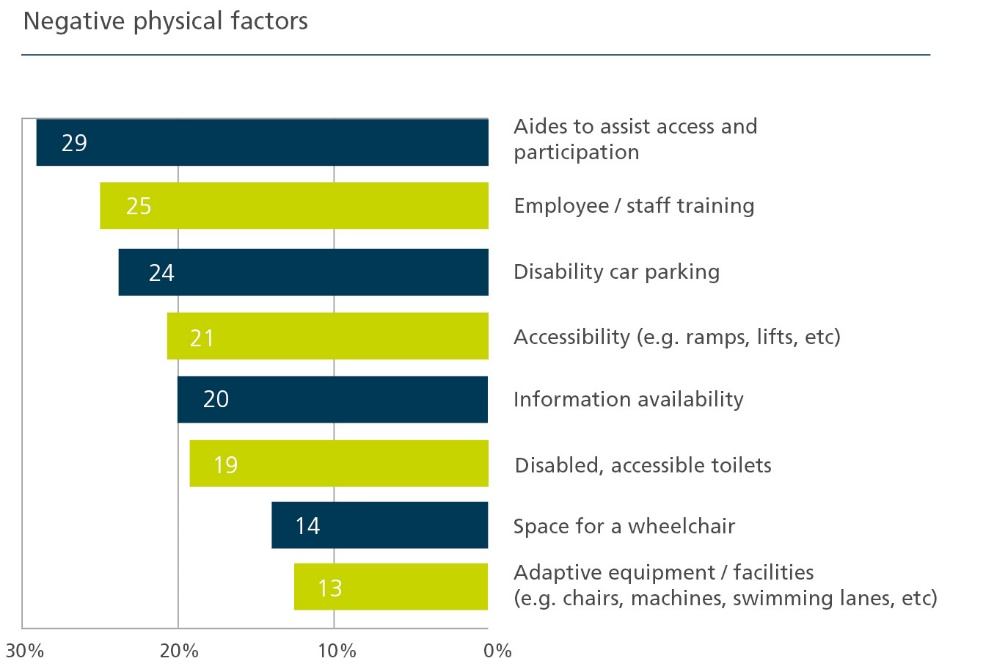 Negative physical factors
29
Aides to assist access and
participation
25
Employee / staff training
24
Disability car parking
21
Accessibility (e.g. ramps, lifts, etc)
20
Information availability
19
Disabled, accessible toilets
14
Space for a wheelchair
13
Adaptive equipment / facilities
(e.g. chairs, machines, swimming lanes, etc)
30%
20%
10%
0%